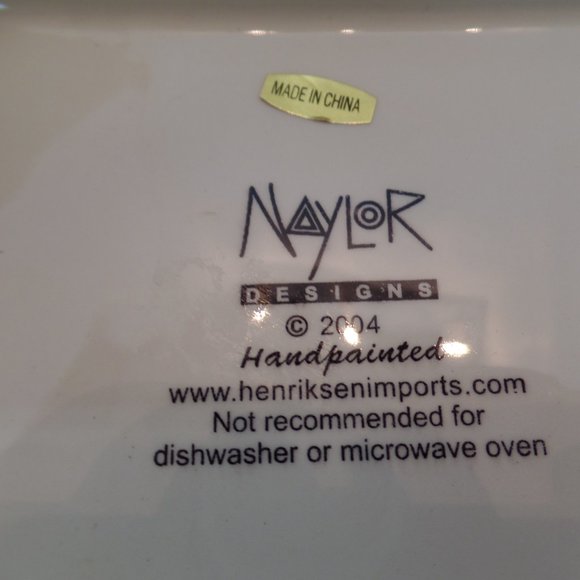 MADE IN CHINA
NAYLOR
DESIGNS
© 2004
Handpainted
www.henriksenimports.com
Not recommended for
dishwasher or microwave oven